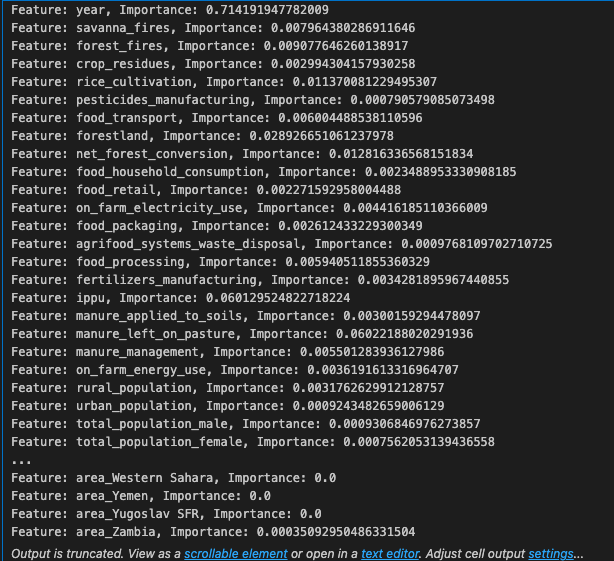 Feature: year, Importance: 0.714191947782009
Feature: savanna_fires, Importance: 0.007964380286911646
Feature: forest_fires, Importance: 0.009077646260138917
Feature: crop_residues, Importance: 0.002994304157930258
Feature: rice_cultivation, Importance: 0.011370081229495307
Feature: pesticides_manufacturing, Importance: 0.000790579085073498
Feature: food_transport, Importance: 0.006004488538110596
Feature: forestland, Importance: 0.028926651061237978
Feature: net_forest_conversion, Importance: 0.012816336568151834
Feature: food_household_consumption, Importance: 0.0023488953330908185
Feature: food_retail, Importance: 0.002271592958004488
Feature: on_farm_electricity_use, Importance: 0.004416185110366009
Feature: food_packaging, Importance: 0.002612433229300349
Feature: agrifood_systems_waste_disposal, Importance: 0.0009768109702710725
Feature: food_processing, Importance: 0.005940511855360329
Feature: fertilizers_manufacturing, Importance: 0.0034281895967440855
Feature: ippu, Importance: 0.060129524822718224
Feature: manure_applied_to_soils, Importance: 0.00300159294478097
Feature: manure_left_on_pasture, Importance: 0.06022188020291936
Feature: manure_management, Importance: 0.005501283936127986
Feature: on_farm_energy_use, Importance: 0.0036191613316964707
Feature: rural_population, Importance: 0.0031762629912128757
Feature: urban_population, Importance: 0.0009243482659006129
Feature: total_population_male, Importance: 0.0009306846976273857
Feature: total_population_female, Importance: 0.0007562053139436558
...
Feature: area_Western Sahara, Importance: 0.0
Feature: area_Yemen, Importance: 0.0
Feature: area_Yugoslav SFR, Importance: 0.0
Feature: area_Zambia, Importance: 0.00035092950486331504
Output is truncated. View as a scrollable element or open in a text editor. Adjust cell output settings...